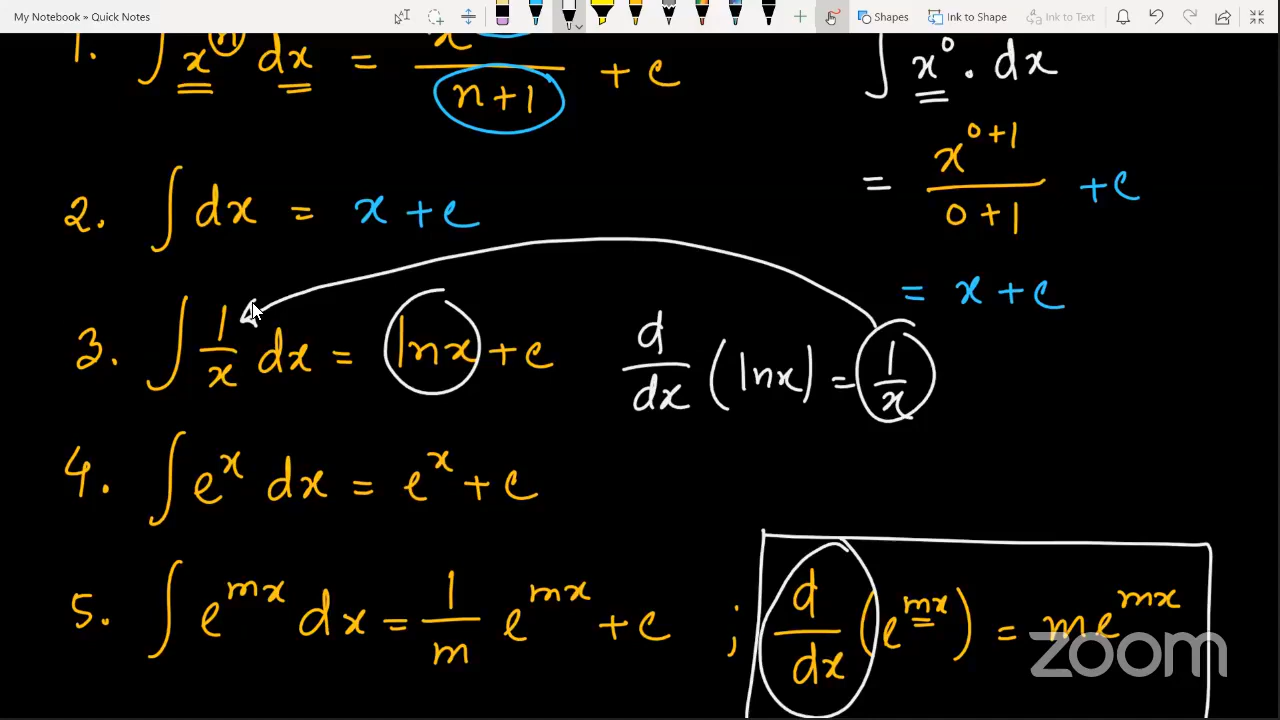 My Notebook » Quick Notes
Shapes
Ink to Shape
Ink to Text
1. ∫ xⁿ dx = x / n+1 + c
∫ x⁰ . dx
= x⁰⁺¹ / 0+1 + c
= x + c
2. ∫ dx = x + c
3. ∫ 1/x dx = lnx + c
d/dx (lnx) = 1/x
4. ∫ eˣ dx = eˣ + c
5. ∫ e^mx dx = 1/m e^mx + c ; d/dx (e^mx) = m e^mx
zoom